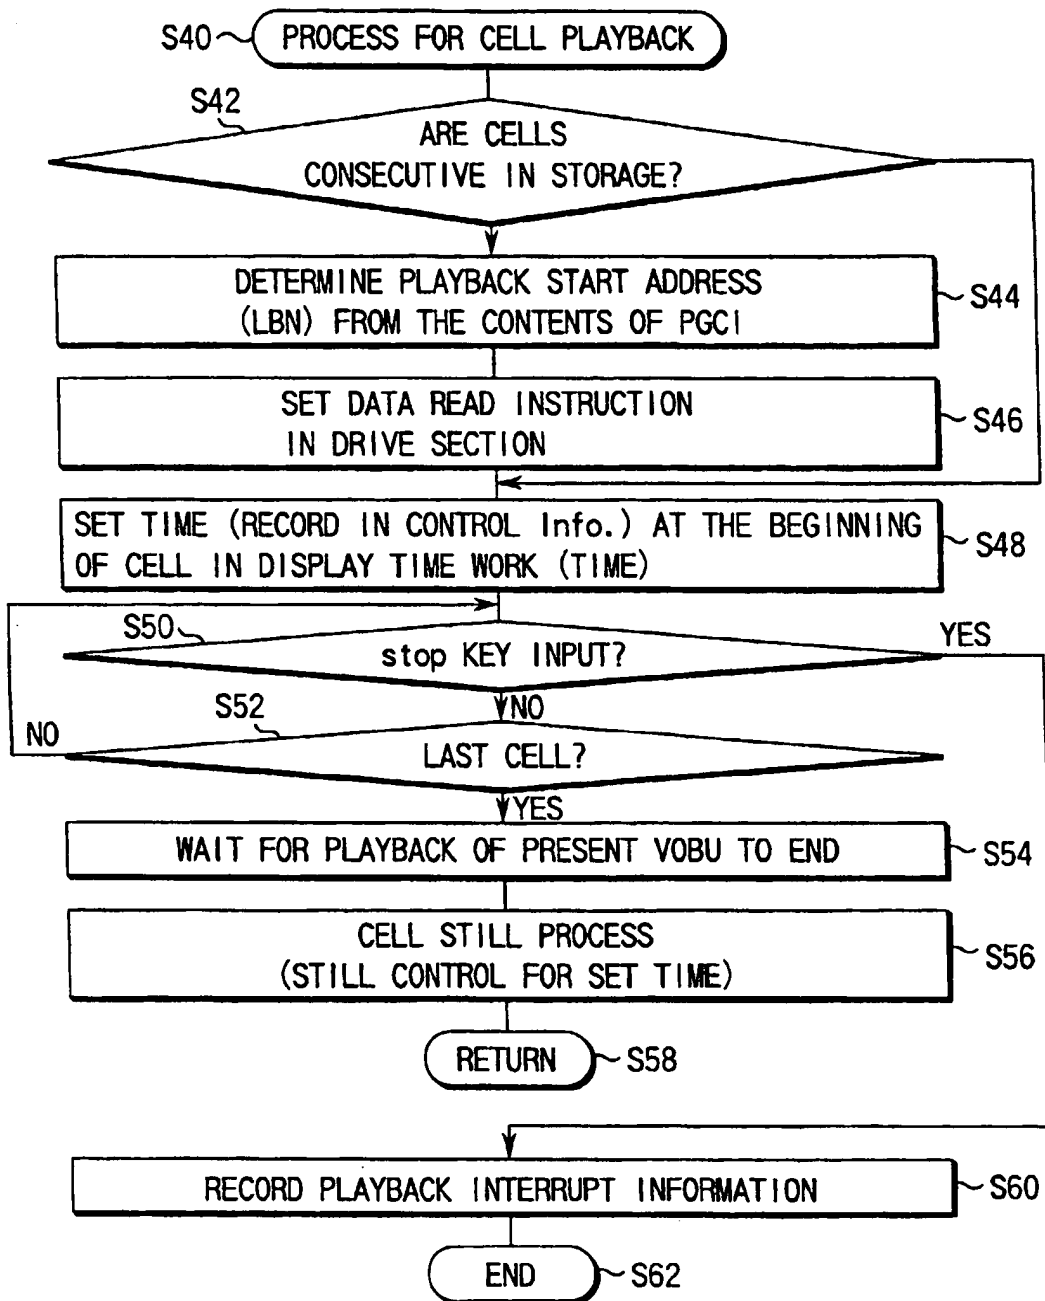 S40
PROCESS FOR CELL PLAYBACK
S42
ARE CELLS
CONSECUTIVE IN STORAGE?
DETERMINE PLAYBACK START ADDRESS
(LBN) FROM THE CONTENTS OF PGCI
S44
SET DATA READ INSTRUCTION
IN DRIVE SECTION
S46
SET TIME (RECORD IN CONTROL Info.) AT THE BEGINNING
OF CELL IN DISPLAY TIME WORK (TIME)
S48
S50
stop KEY INPUT?
YES
NO
S52
NO
LAST CELL?
YES
WAIT FOR PLAYBACK OF PRESENT VOBU TO END
S54
CELL STILL PROCESS
(STILL CONTROL FOR SET TIME)
S56
RETURN
S58
RECORD PLAYBACK INTERRUPT INFORMATION
S60
END
S62